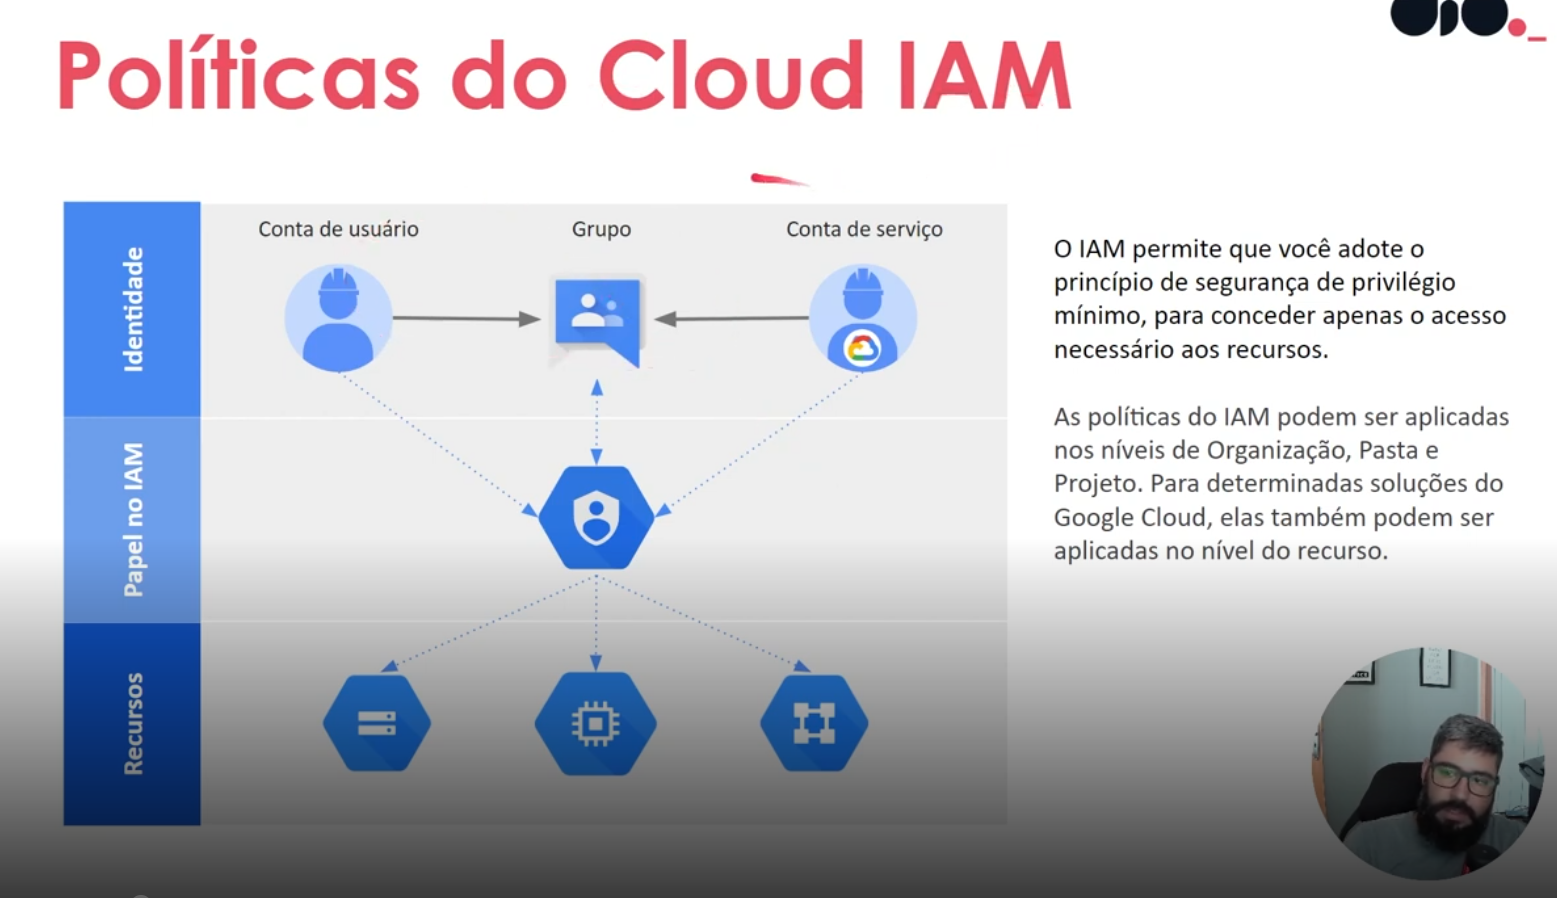 Políticas do Cloud IAM
Identidade
Conta de usuário
Grupo
Conta de serviço
Papel no IAM
Recursos
O IAM permite que você adote o
princípio de segurança de privilégio
mínimo, para conceder apenas o acesso
necessário aos recursos.
As políticas do IAM podem ser aplicadas
nos níveis de Organização, Pasta e
Projeto. Para determinadas soluções do
Google Cloud, elas também podem ser
aplicadas no nível do recurso.